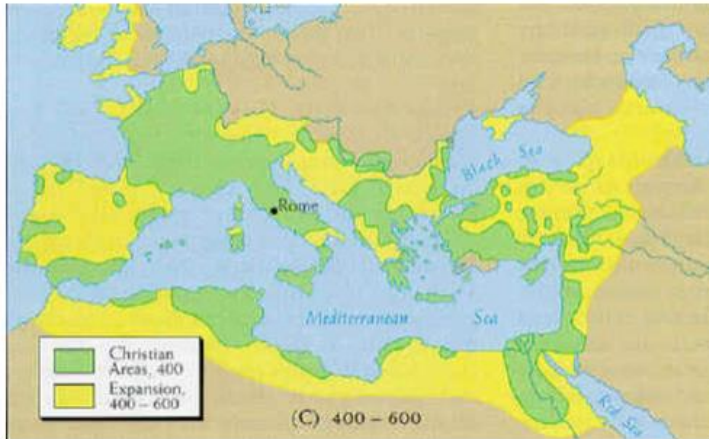 Black Sea
Rome
Mediterranean Sea
Christian
Areas, 400
Expansion,
400 – 600
(C) 400 – 600
Red Sea